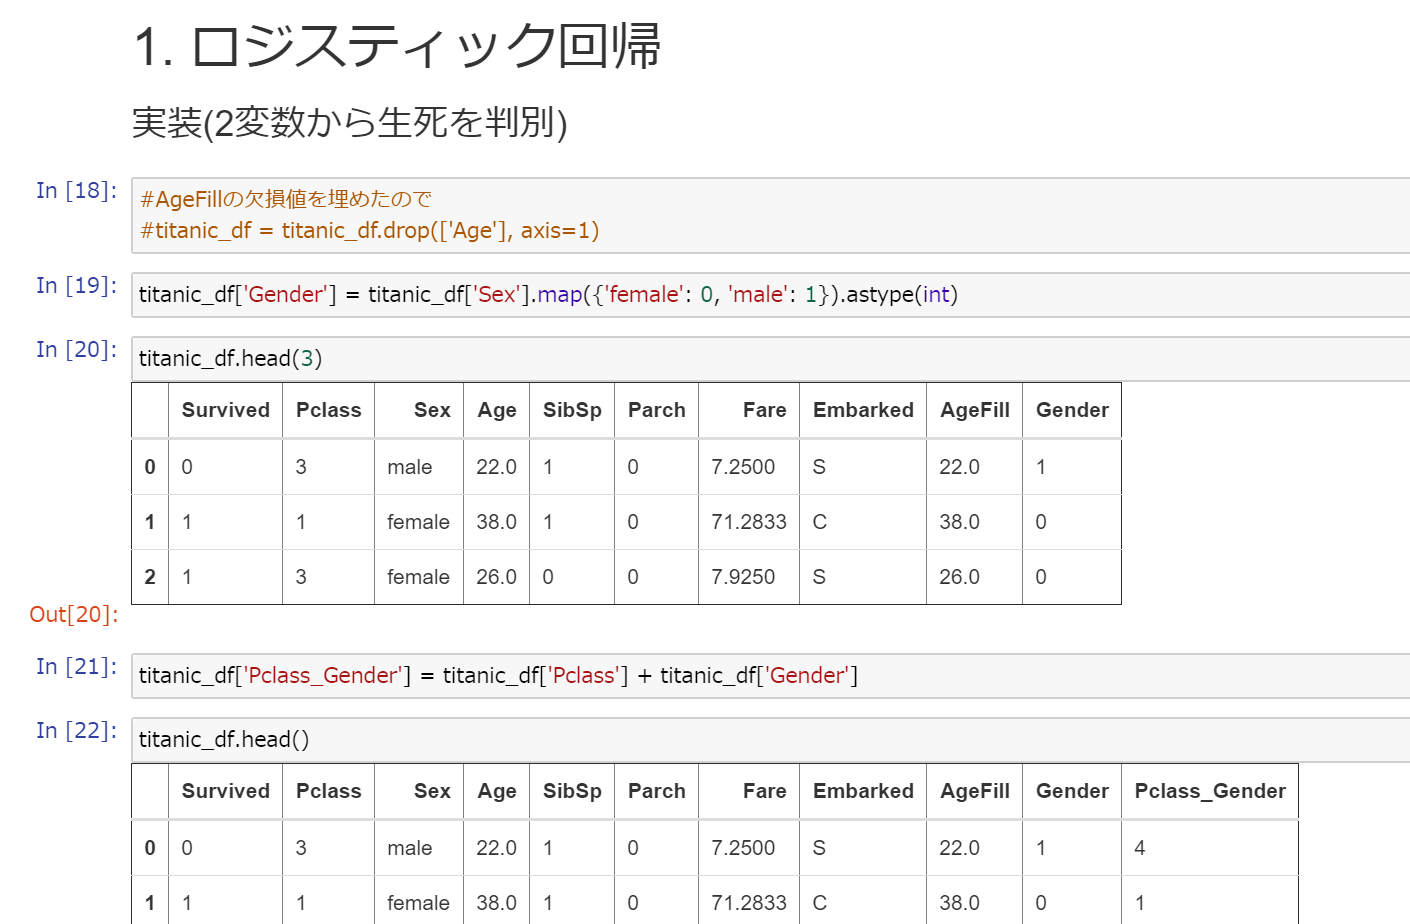 1. ロジスティック回帰
実装(2変数から生死を判別)
In [18]:
#AgeFillの欠損値を埋めたので
#titanic_df = titanic_df.drop(['Age'], axis=1)
In [19]:
titanic_df['Gender'] = titanic_df['Sex'].map({'female': 0, 'male': 1}).astype(int)
In [20]:
titanic_df.head(3)
Survived Pclass Sex Age SibSp Parch Fare Embarked AgeFill Gender
0 0 3 male 22.0 1 0 7.2500 S 22.0 1
1 1 1 female 38.0 1 0 71.2833 C 38.0 0
2 1 3 female 26.0 0 0 7.9250 S 26.0 0
Out[20]:
In [21]:
titanic_df['Pclass_Gender'] = titanic_df['Pclass'] + titanic_df['Gender']
In [22]:
titanic_df.head()
Survived Pclass Sex Age SibSp Parch Fare Embarked AgeFill Gender Pclass_Gender
0 0 3 male 22.0 1 0 7.2500 S 22.0 1 4
1 1 1 female 38.0 1 0 71.2833 C 38.0 0 1